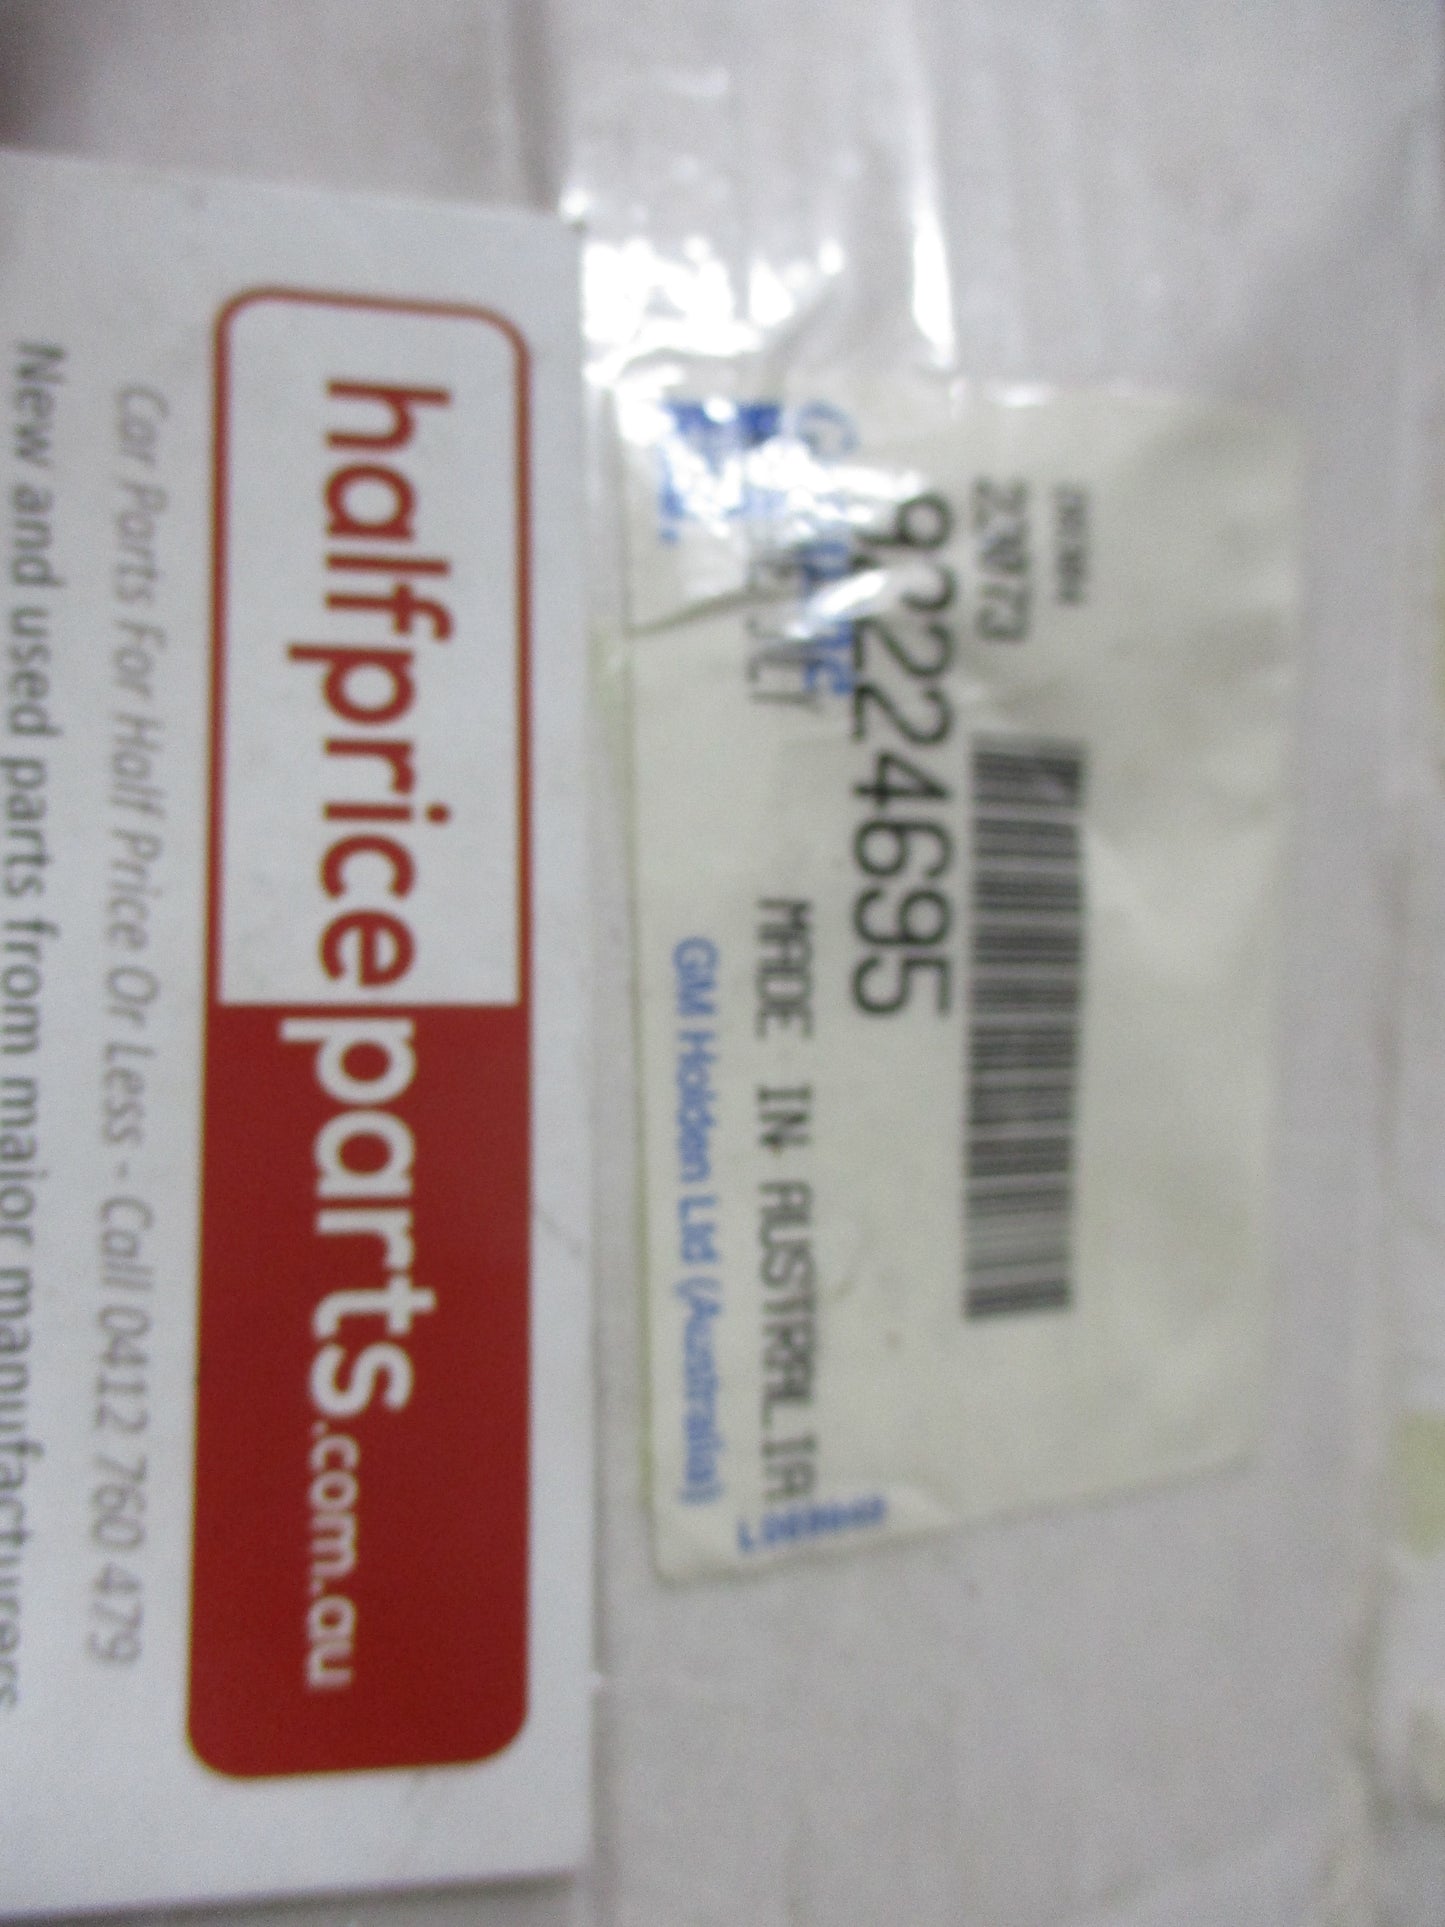 23073
92224695
MADE IN AUSTRALIA
GM Holden Ltd (Australia)
halfpriceparts.com.au
Car Parts For Half Price Or Less - Call 0412 760 479
New and used parts from major manufacturers